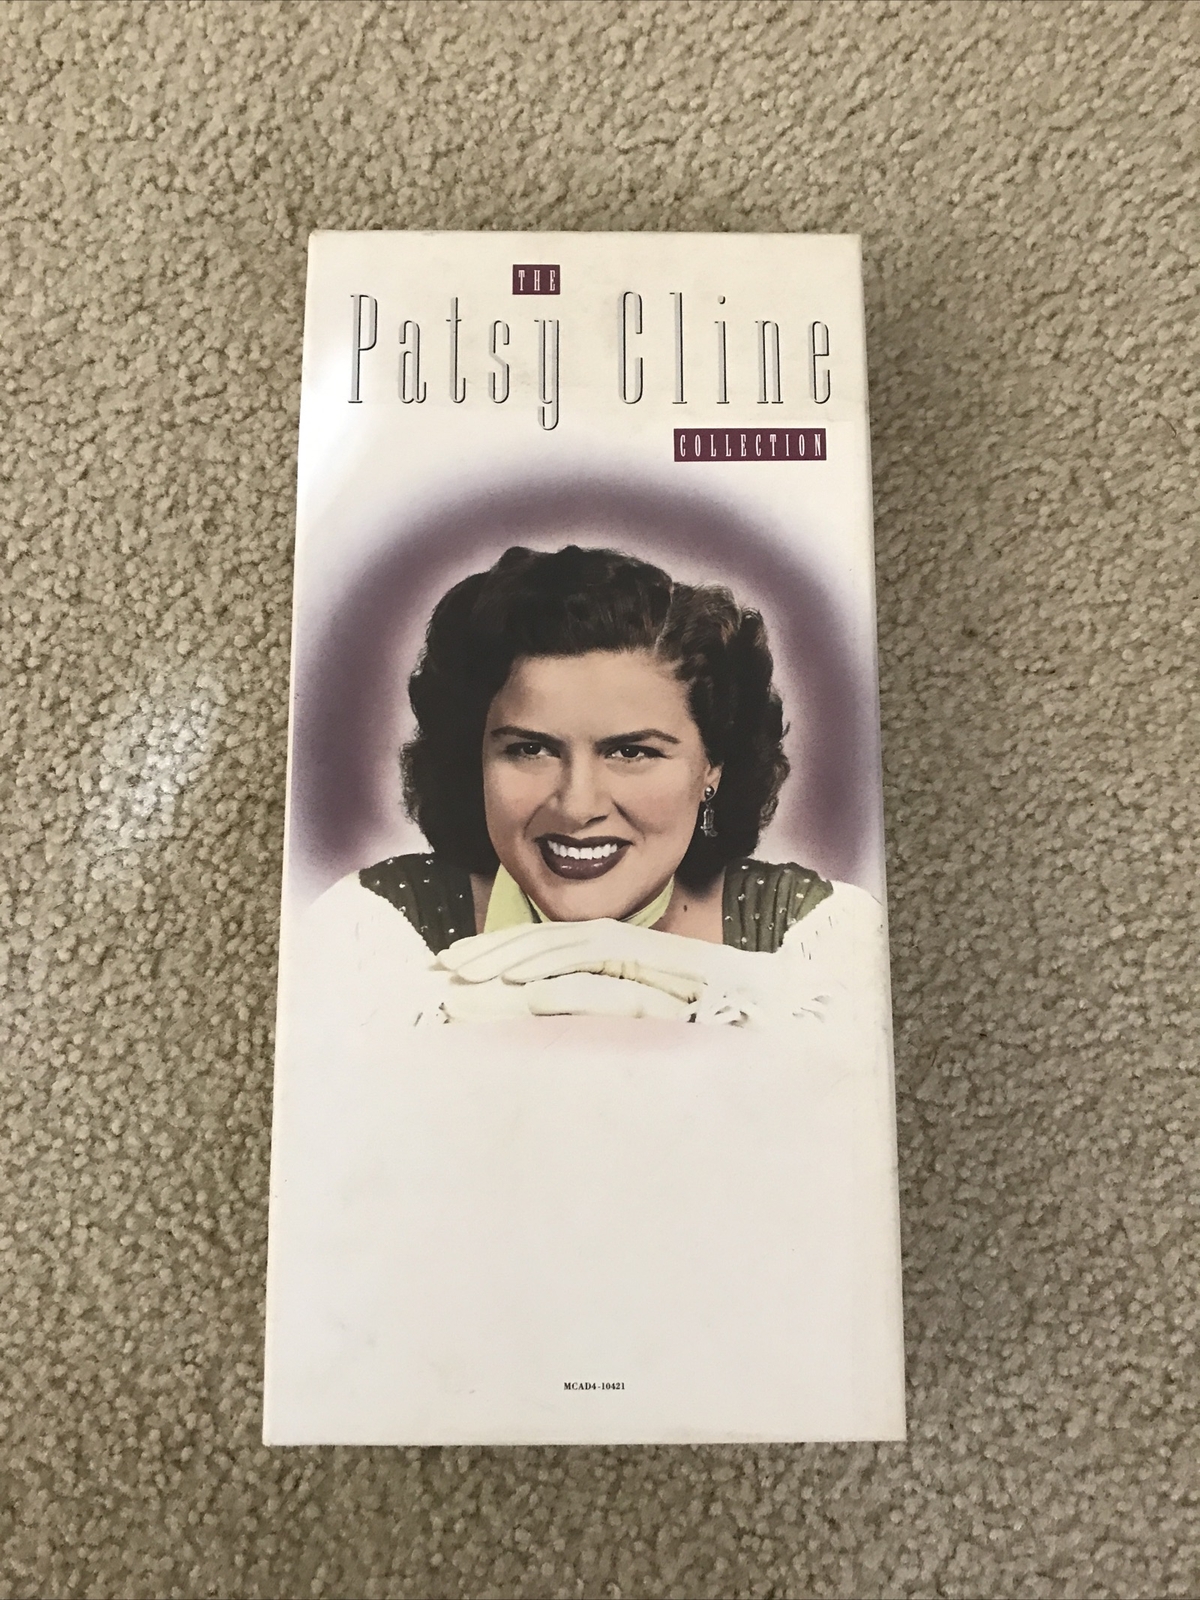 THE
Patsy Cline
COLLECTION
MCAD4-10421